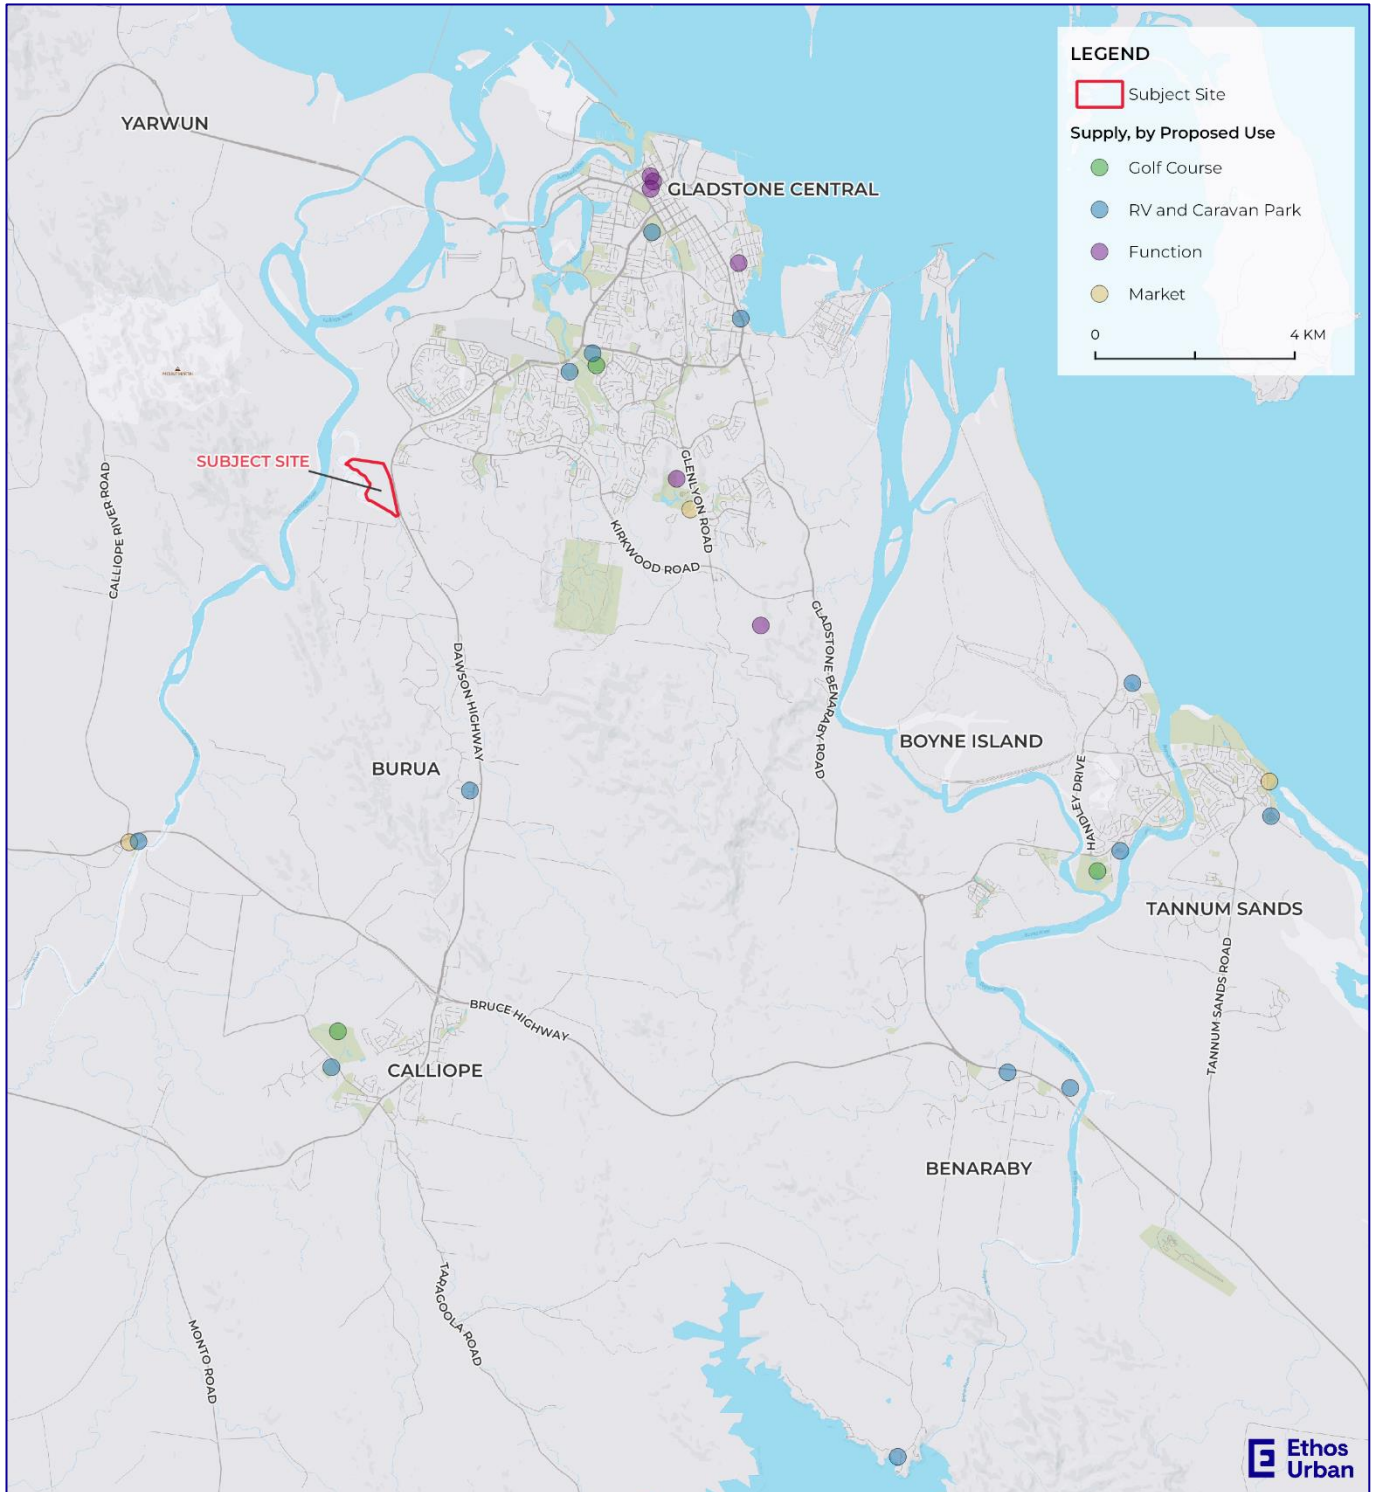 LEGEND
Subject Site
Supply, by Proposed Use
Golf Course
RV and Caravan Park
Function
Market
0 4 KM
YARWUN
GLADSTONE CENTRAL
SUBJECT SITE
CALLIOPE RIVER ROAD
GLENLYON ROAD
KIRKWOOD ROAD
DAWSON HIGHWAY
GLADSTONE BENARABY ROAD
BURUA
BOYNE ISLAND
HANDLEY DRIVE
TANNUM SANDS
TANNUM SANDS ROAD
BRUCE HIGHWAY
CALLIOPE
BENARABY
TARAGOOLA ROAD
MONTO ROAD
Ethos
Urban